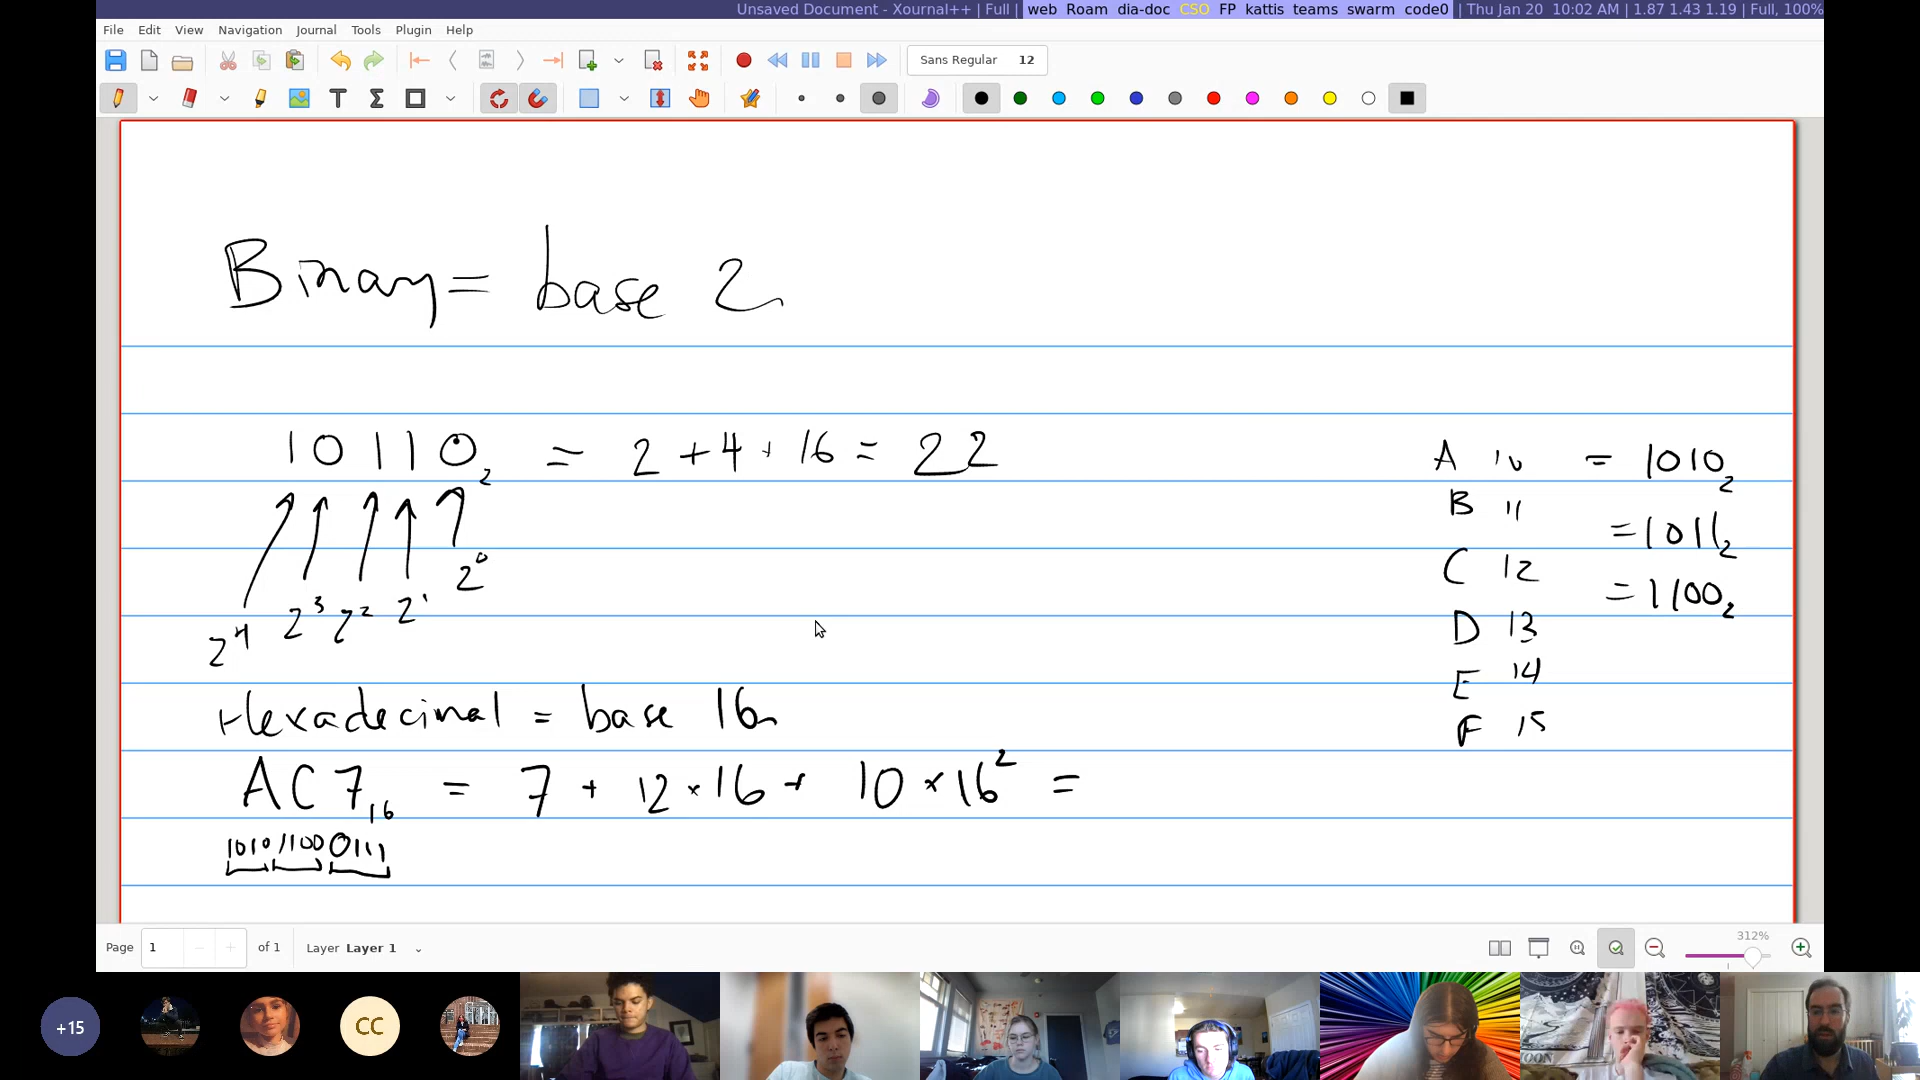 Unsaved Document - Xournal++ | Full | web Roam dia-doc CSO FP kattis teams swarm code0 | Thu Jan 20 10:02 AM | 1.87 1.43 1.19 | Full, 100%
File Edit View Navigation Journal Tools Plugin Help
Sans Regular 12
Binary = base 2
10110₂ = 2 + 4 + 16 = 22
2⁴ 2³ 2² 2¹ 2⁰
A 10 = 1010₂
B 11 = 1011₂
C 12 = 1100₂
D 13
E 14
F 15
Hexadecimal = base 16
AC7₁₆ = 7 + 12 × 16 + 10 × 16² =
1010 1100 0111
Page 1 of 1 Layer Layer 1 312%
+15 CC